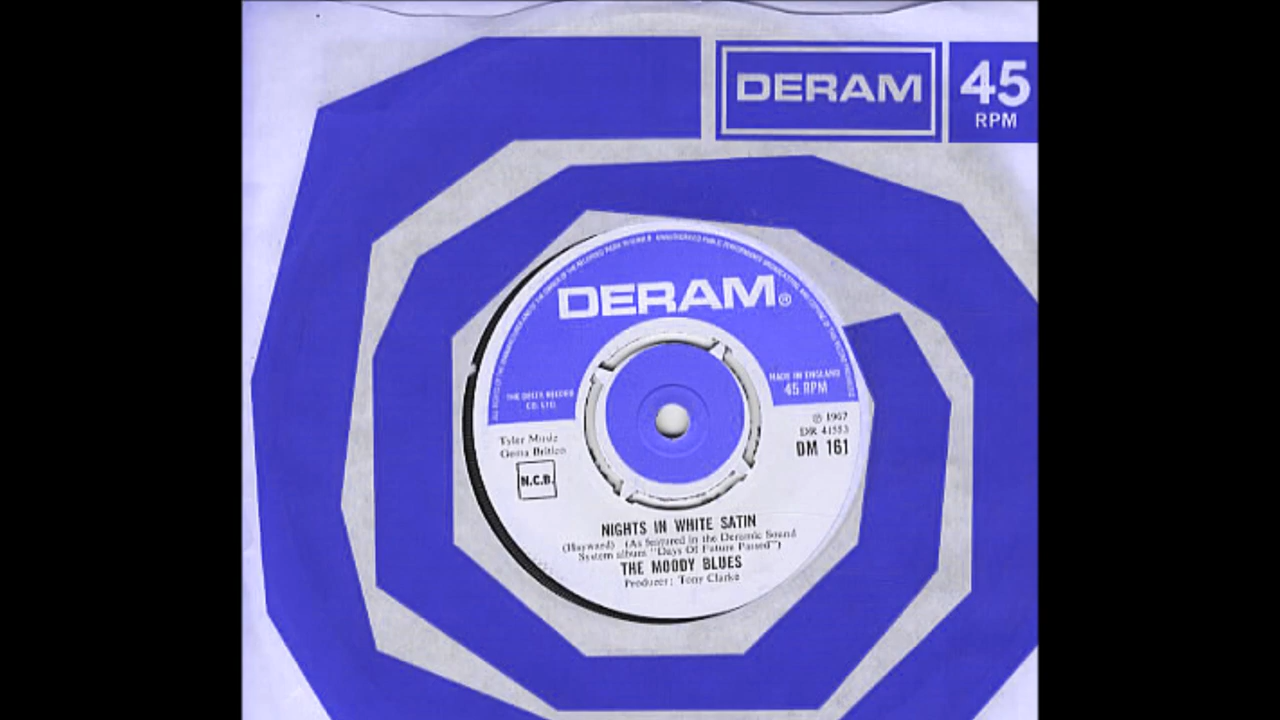 DERAM
45
RPM
DERAM®
THE DECCA RECORD
CO. LTD.
MADE IN ENGLAND
45 RPM
℗ 1967
DR 41553
DM 161
Tyler Music
Gema Britico
N.C.B.
NIGHTS IN WHITE SATIN
(Hayward) (As featured in the Deramic Sound
System album "Days Of Future Passed")
THE MOODY BLUES
Producer: Tony Clarke